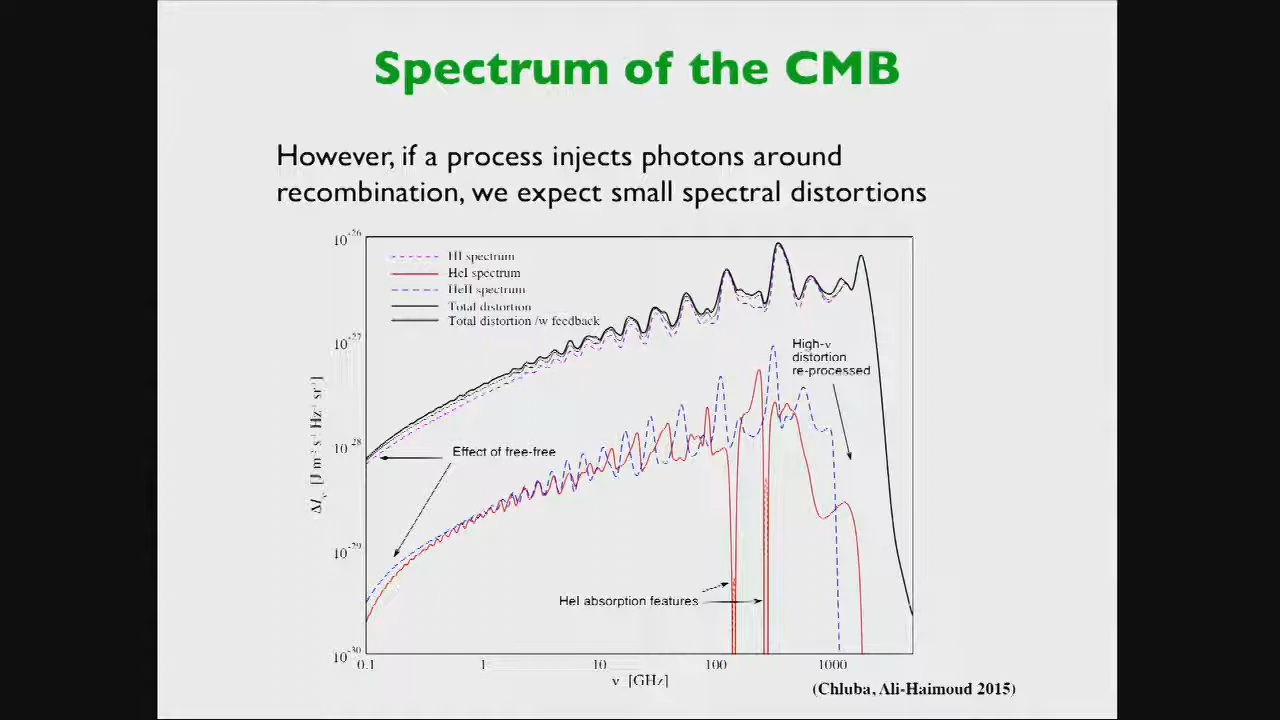 Spectrum of the CMB
However, if a process injects photons around
recombination, we expect small spectral distortions
10⁻²⁶
HI spectrum
HeI spectrum
HeII spectrum
Total distortion
Total distortion /w feedback
10⁻²⁷
High-ν
distortion
re-processed
ΔIν [J m⁻² s⁻¹ Hz⁻¹ sr⁻¹]
10⁻²⁸
Effect of free-free
10⁻²⁹
HeI absorption features
10⁻³⁰
0.1 1 10 100 1000
ν [GHz]
(Chluba, Ali-Haimoud 2015)